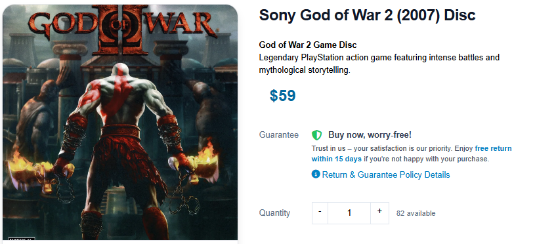 GOD OF WAR
II
Sony God of War 2 (2007) Disc
God of War 2 Game Disc
Legendary PlayStation action game featuring intense battles and
mythological storytelling.
$59
Guarantee
Buy now, worry-free!
Trust in us – your satisfaction is our priority. Enjoy free return
within 15 days if you're not happy with your purchase.
Return & Guarantee Policy Details
Quantity
- 1 + 82 available